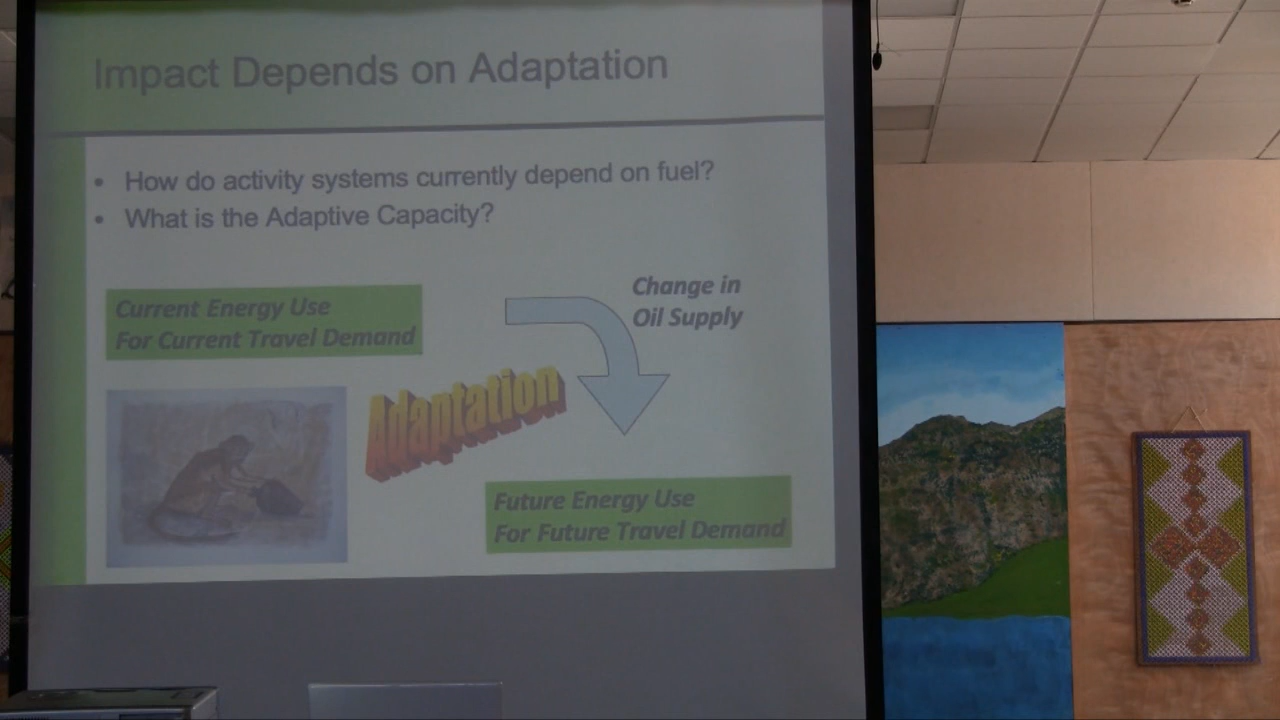 Impact Depends on Adaptation
• How do activity systems currently depend on fuel?
• What is the Adaptive Capacity?
Change in
Oil Supply
Current Energy Use
For Current Travel Demand
Adaptation
Future Energy Use
For Future Travel Demand